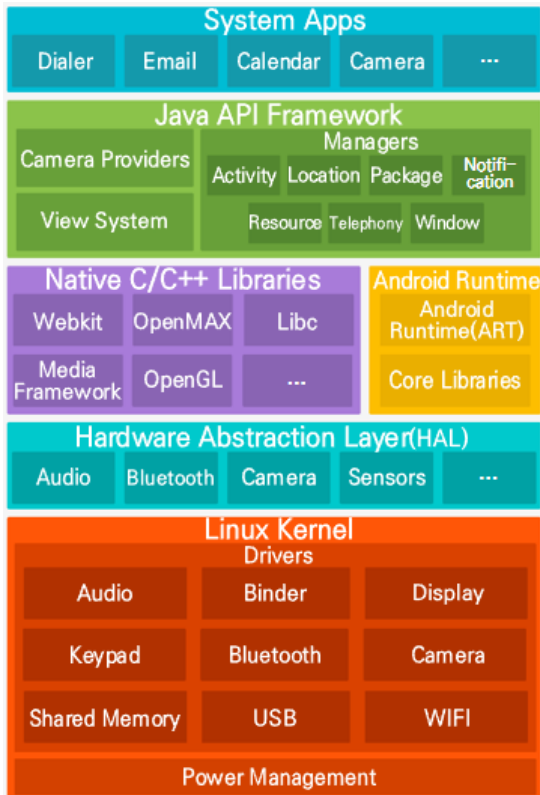 System Apps
Dialer Email Calendar Camera ...
Java API Framework
Camera Providers
View System
Managers
Activity Location Package Notifi-
cation
Resource Telephony Window
Native C/C++ Libraries
Webkit OpenMAX Libc
Media
Framework
OpenGL ...
Android Runtime
Android
Runtime(ART)
Core Libraries
Hardware Abstraction Layer(HAL)
Audio Bluetooth Camera Sensors ...
Linux Kernel
Drivers
Audio Binder Display
Keypad Bluetooth Camera
Shared Memory USB WIFI
Power Management